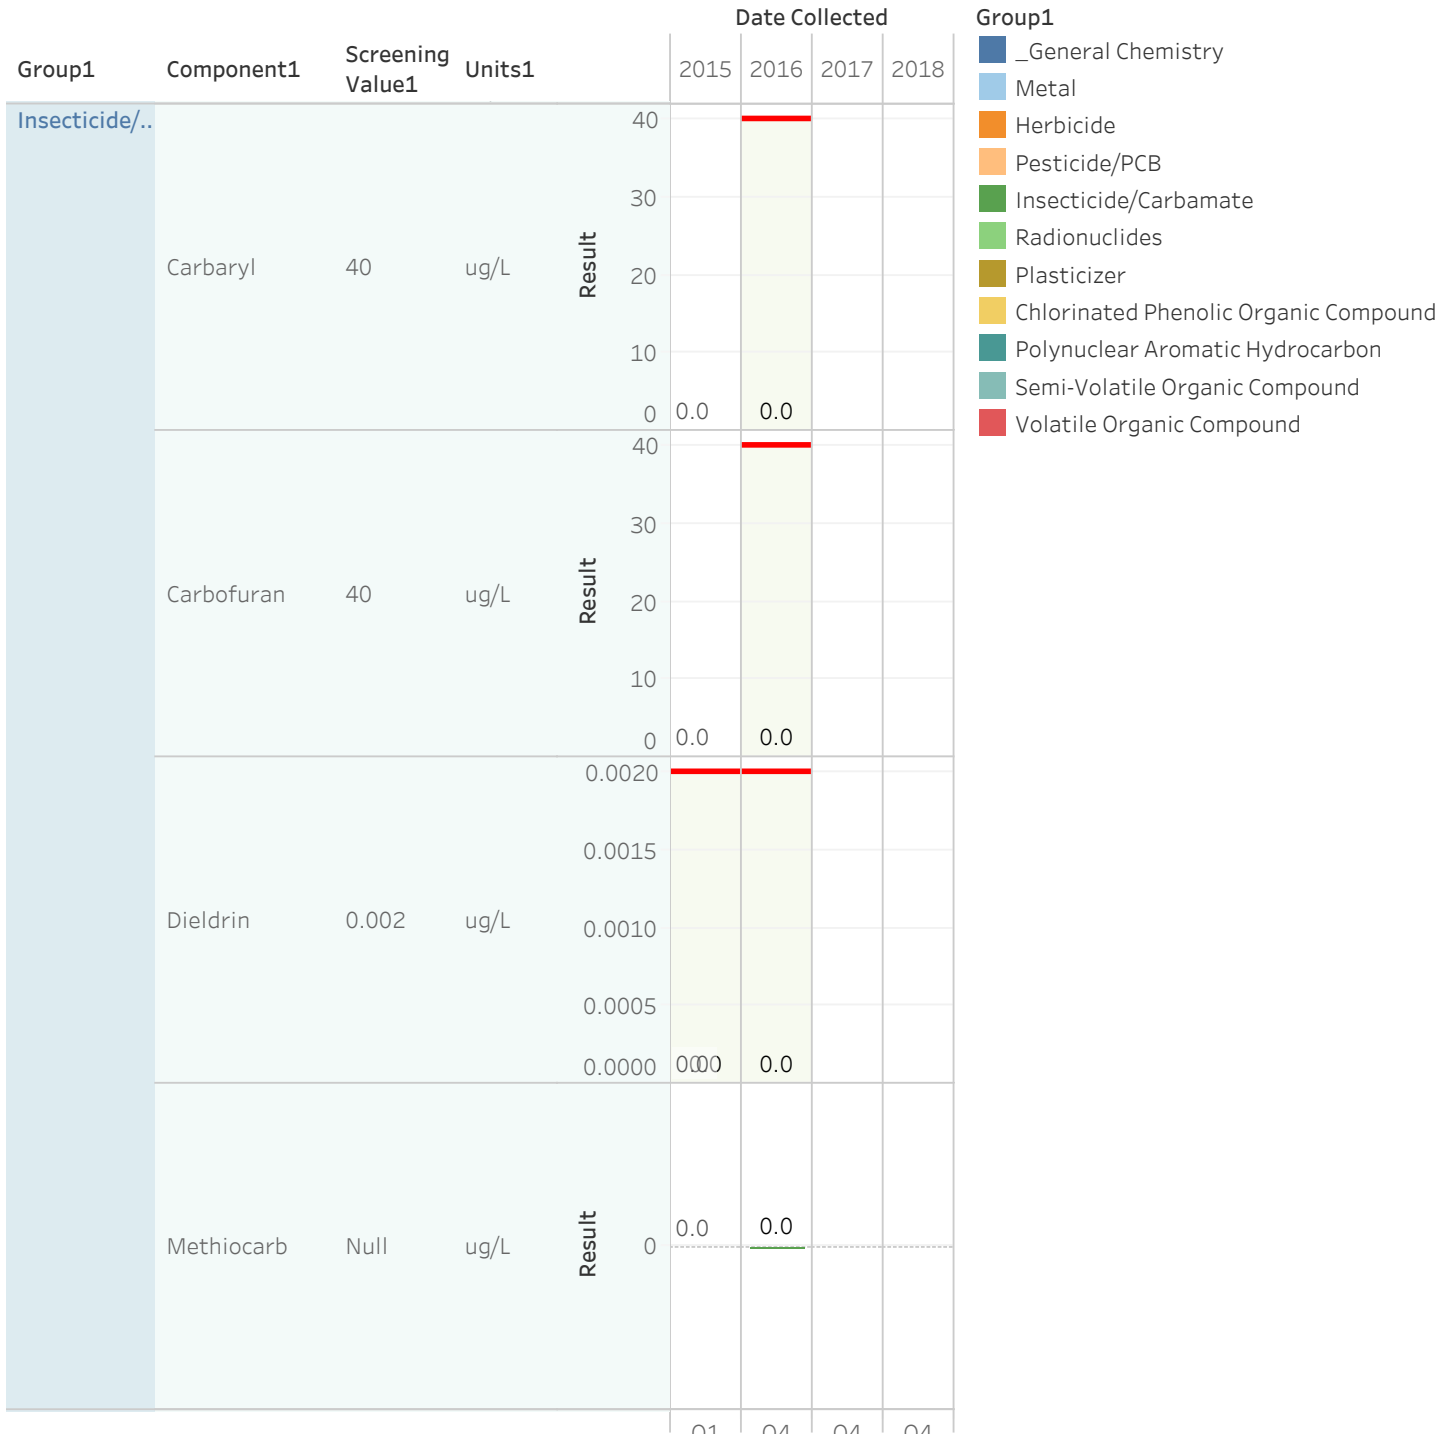 Date Collected
Group1 Component1 Screening Value1 Units1 2015 2016 2017 2018
Insecticide/..
Carbaryl 40 ug/L Result
40
30
20
10
0 0.0 0.0
Carbofuran 40 ug/L Result
40
30
20
10
0 0.0 0.0
Dieldrin 0.002 ug/L
0.0020
0.0015
0.0010
0.0005
0.0000 0.0
Methiocarb Null ug/L Result
0 0.0 0.0
Group1
_General Chemistry
Metal
Herbicide
Pesticide/PCB
Insecticide/Carbamate
Radionuclides
Plasticizer
Chlorinated Phenolic Organic Compound
Polynuclear Aromatic Hydrocarbon
Semi-Volatile Organic Compound
Volatile Organic Compound